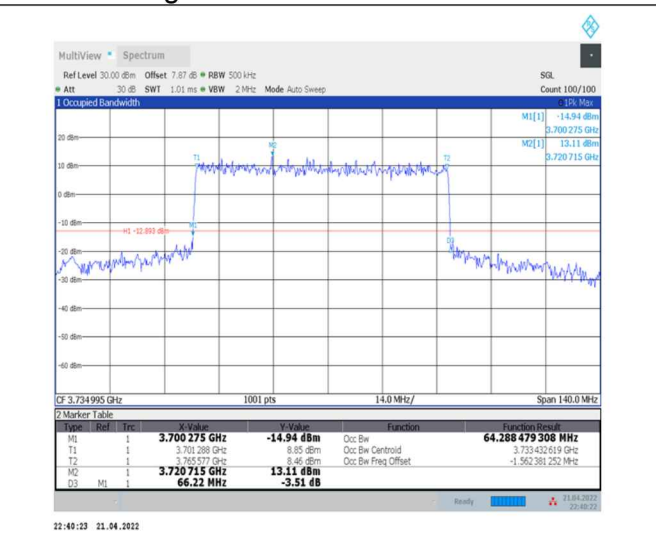 MultiView Spectrum
Ref Level 30.00 dBm Offset 7.87 dB RBW 500 kHz SGL
Att 30 dB SWT 1.01 ms VBW 2 MHz Mode Auto Sweep Count 100/100
1 Occupied Bandwidth 1Pk Max
M1[1] -14.94 dBm
3.700 275 GHz
M2[1] 13.11 dBm
3.720 715 GHz
20 dBm
M2
T1 T2
10 dBm
0 dBm
-10 dBm
M1
H1 -12.893 dBm
D3
-20 dBm
-30 dBm
-40 dBm
-50 dBm
-60 dBm
CF 3.734 995 GHz 1001 pts 14.0 MHz/ Span 140.0 MHz
2 Marker Table
Type Ref Trc X-Value Y-Value Function Function Result
M1 1 3.700 275 GHz -14.94 dBm Occ Bw 64.288 479 308 MHz
T1 1 3.701 288 GHz 8.85 dBm Occ Bw Centroid 3.733 432 619 GHz
T2 1 3.765 577 GHz 8.46 dBm Occ Bw Freq Offset -1.562 381 252 MHz
M2 1 3.720 715 GHz 13.11 dBm
D3 M1 1 66.22 MHz -3.51 dB
Ready 21.04.2022
22:40:22
22:40:23 21.04.2022